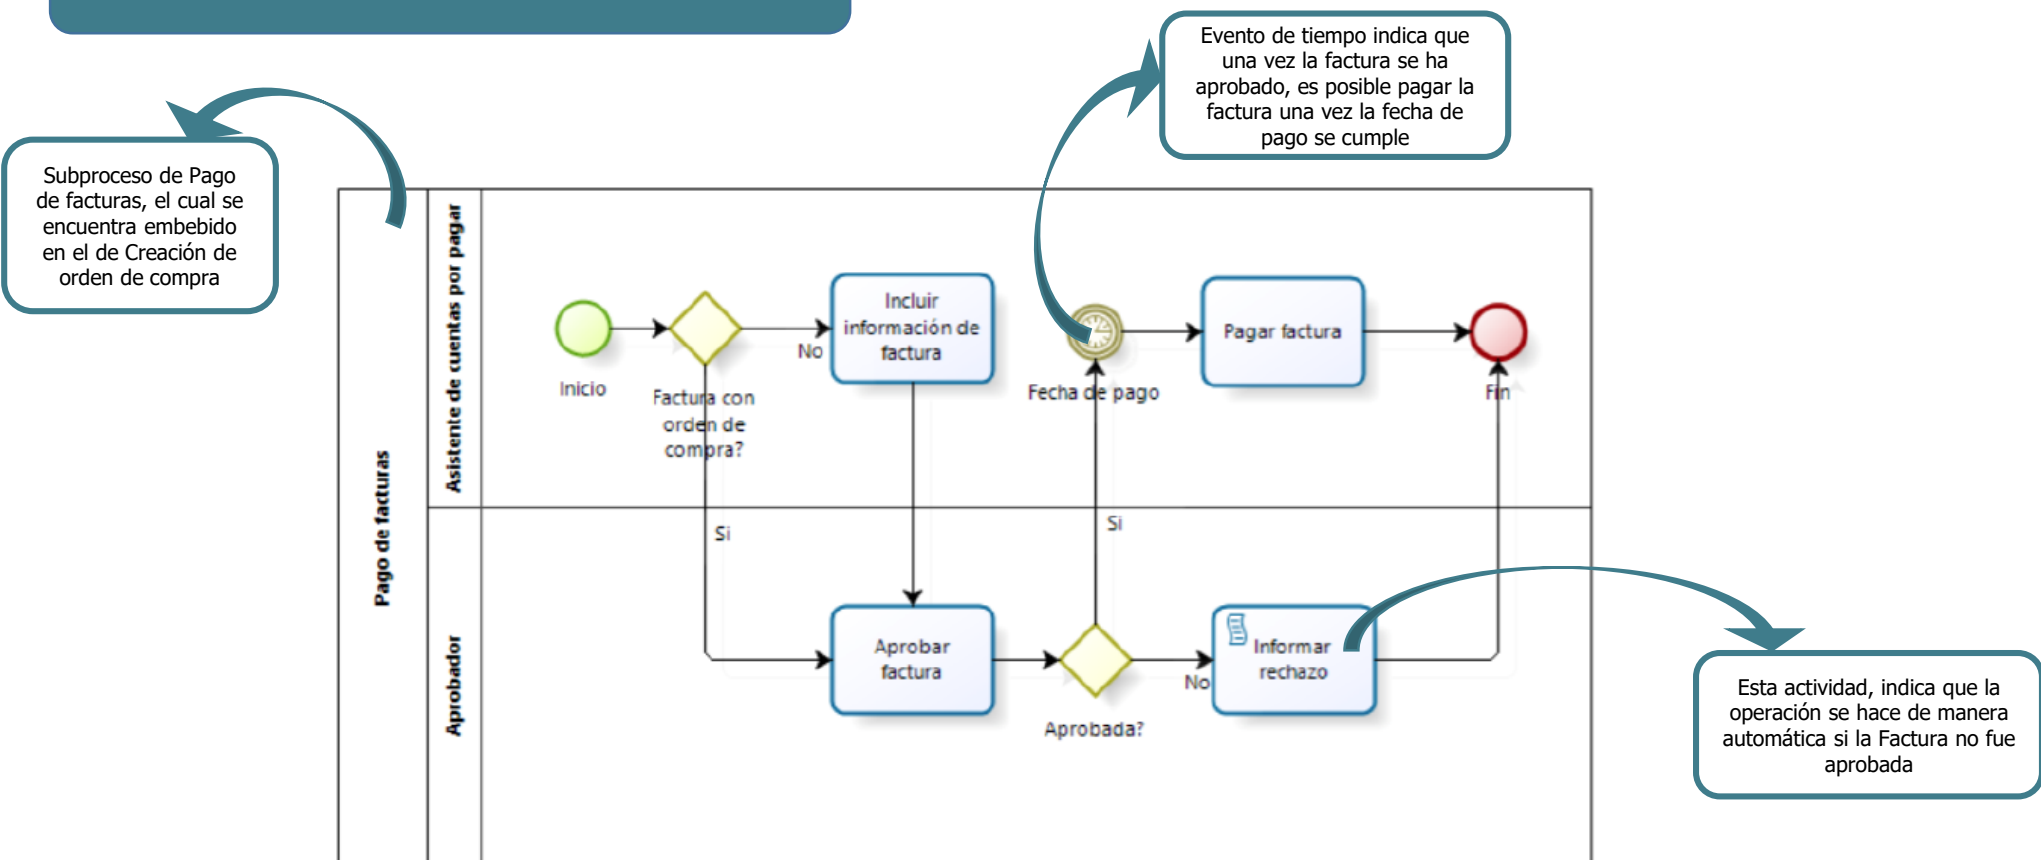 Evento de tiempo indica que
una vez la factura se ha
aprobado, es posible pagar la
factura una vez la fecha de
pago se cumple
Subproceso de Pago
de facturas, el cual se
encuentra embebido
en el de Creación de
orden de compra
Pago de facturas
Asistente de cuentas por pagar
Inicio
Factura con
orden de
compra?
No
Incluir
información de
factura
Fecha de pago
Pagar factura
Fin
Si
Si
Aprobador
Aprobar
factura
Aprobada?
No
Informar
rechazo
Esta actividad, indica que la
operación se hace de manera
automática si la Factura no fue
aprobada